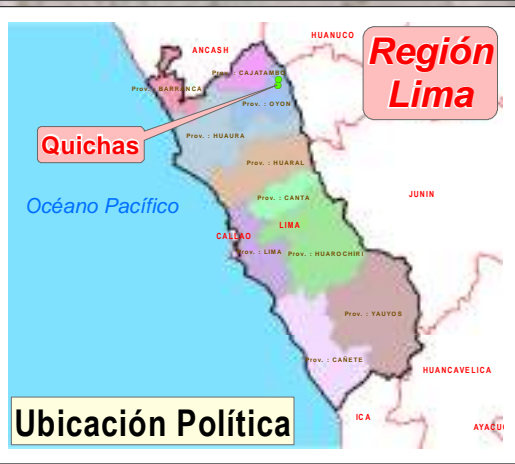 HUANUCO
ANCASH
Región
Lima
Prov. : CAJATAMBO
Prov. : BARRANCA
Prov. : OYON
Quichas
Prov. : HUAURA
Prov. : HUARAL
JUNIN
Prov. : CANTA
Océano Pacífico
LIMA
CALLAO
Prov. : LIMA
Prov. : HUAROCHIRI
Prov. : YAUYOS
Prov. : CAÑETE
HUANCAVELICA
Ubicación Política
ICA
AYACU